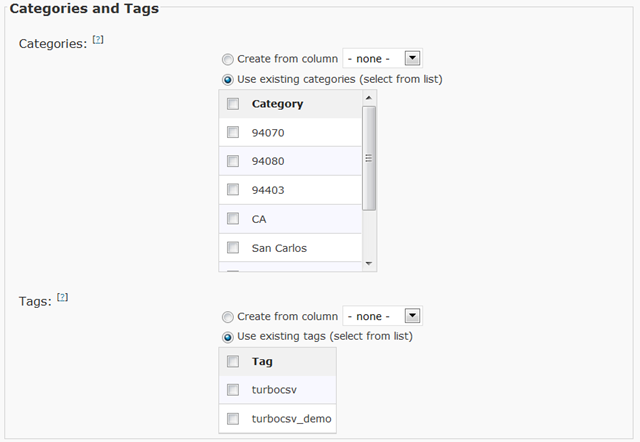 Categories and Tags
Categories: [?]
Create from column - none -
Use existing categories (select from list)
Category
94070
94080
94403
CA
San Carlos
Tags: [?]
Create from column - none -
Use existing tags (select from list)
Tag
turbocsv
turbocsv_demo